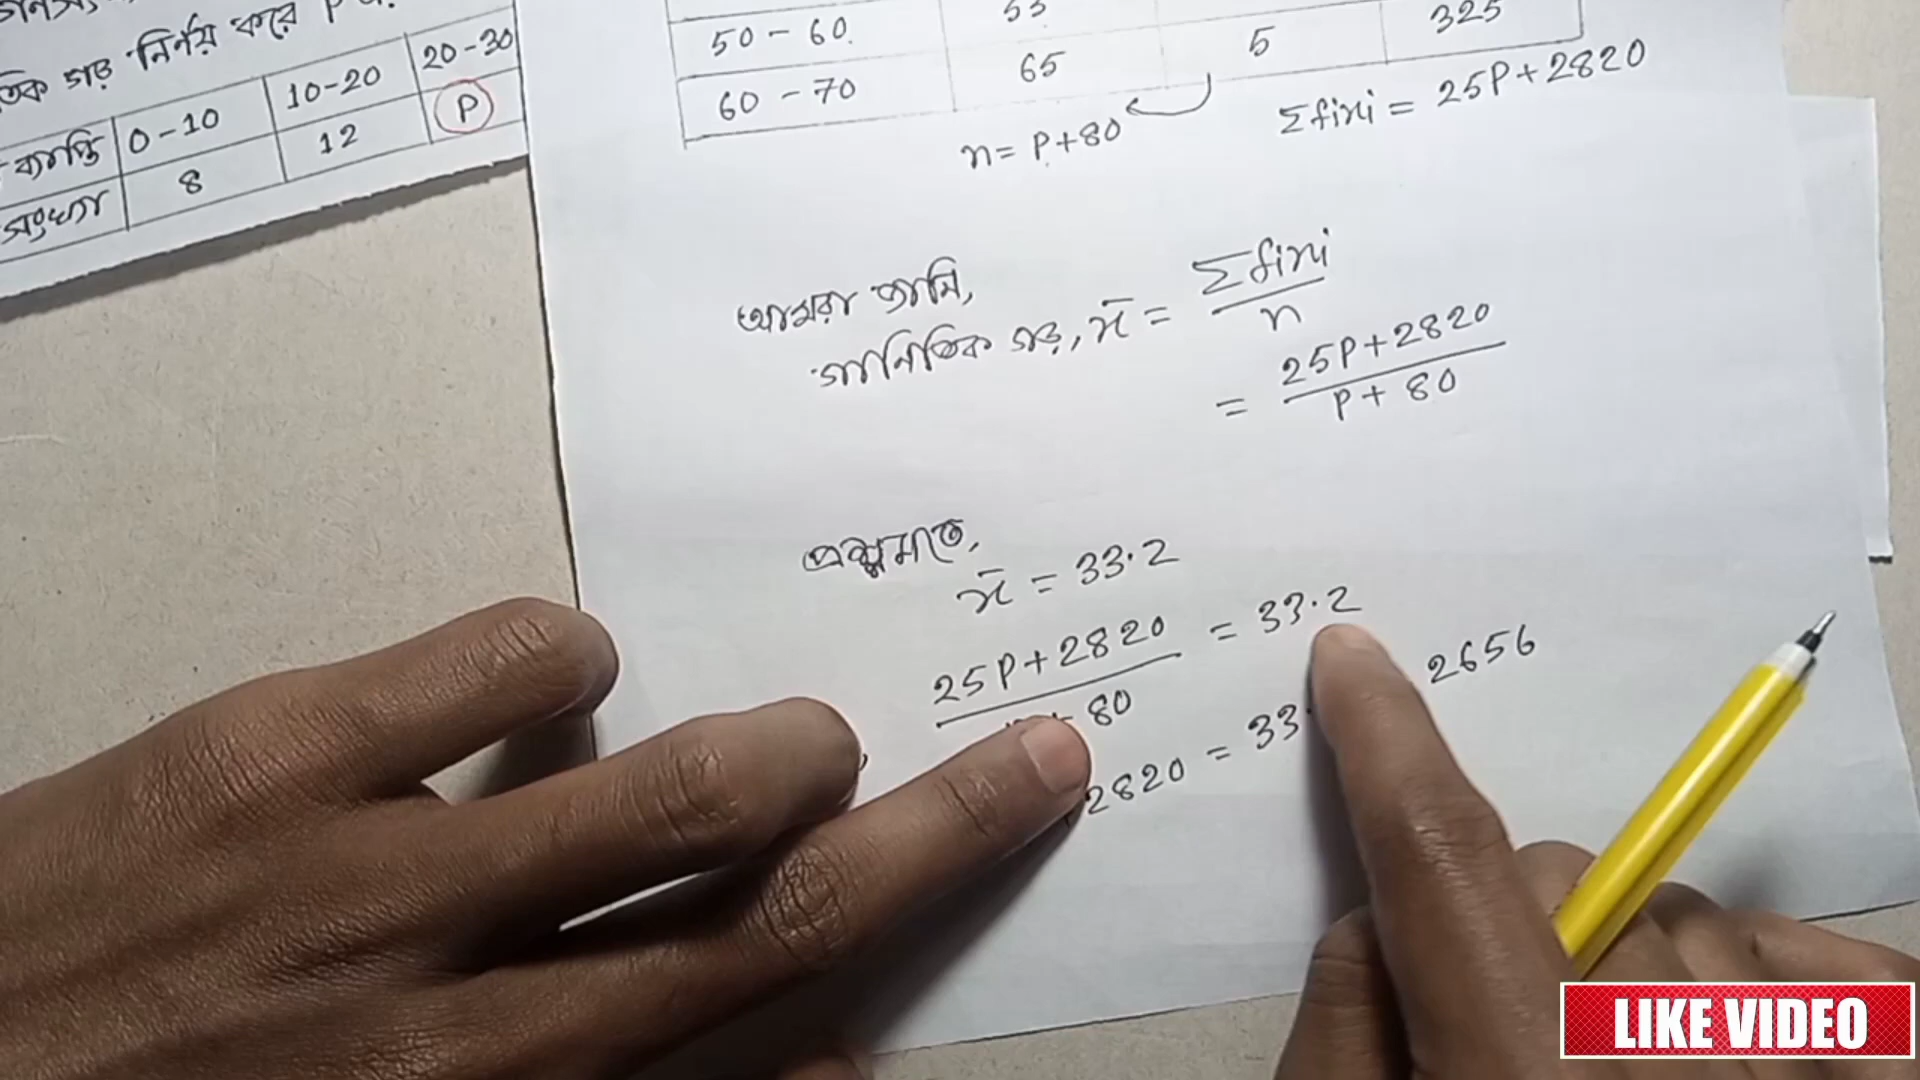 নির্ণয় করে P
গড়
ব্যাপ্তি 0-10 10-20 20-30
সংখ্যা 8 12 P
50 - 60 55
60 - 70 65 5 325
n = P+80 Σfixi = 25P+2820
আমরা জানি,
গানিতিক গড়, x̄ = Σfixi / n
= 25P+2820 / P+80
প্রশ্নমতে,
x̄ = 33.2
25P+2820 / 80 = 33.2
2820 = 33 2656
LIKE VIDEO